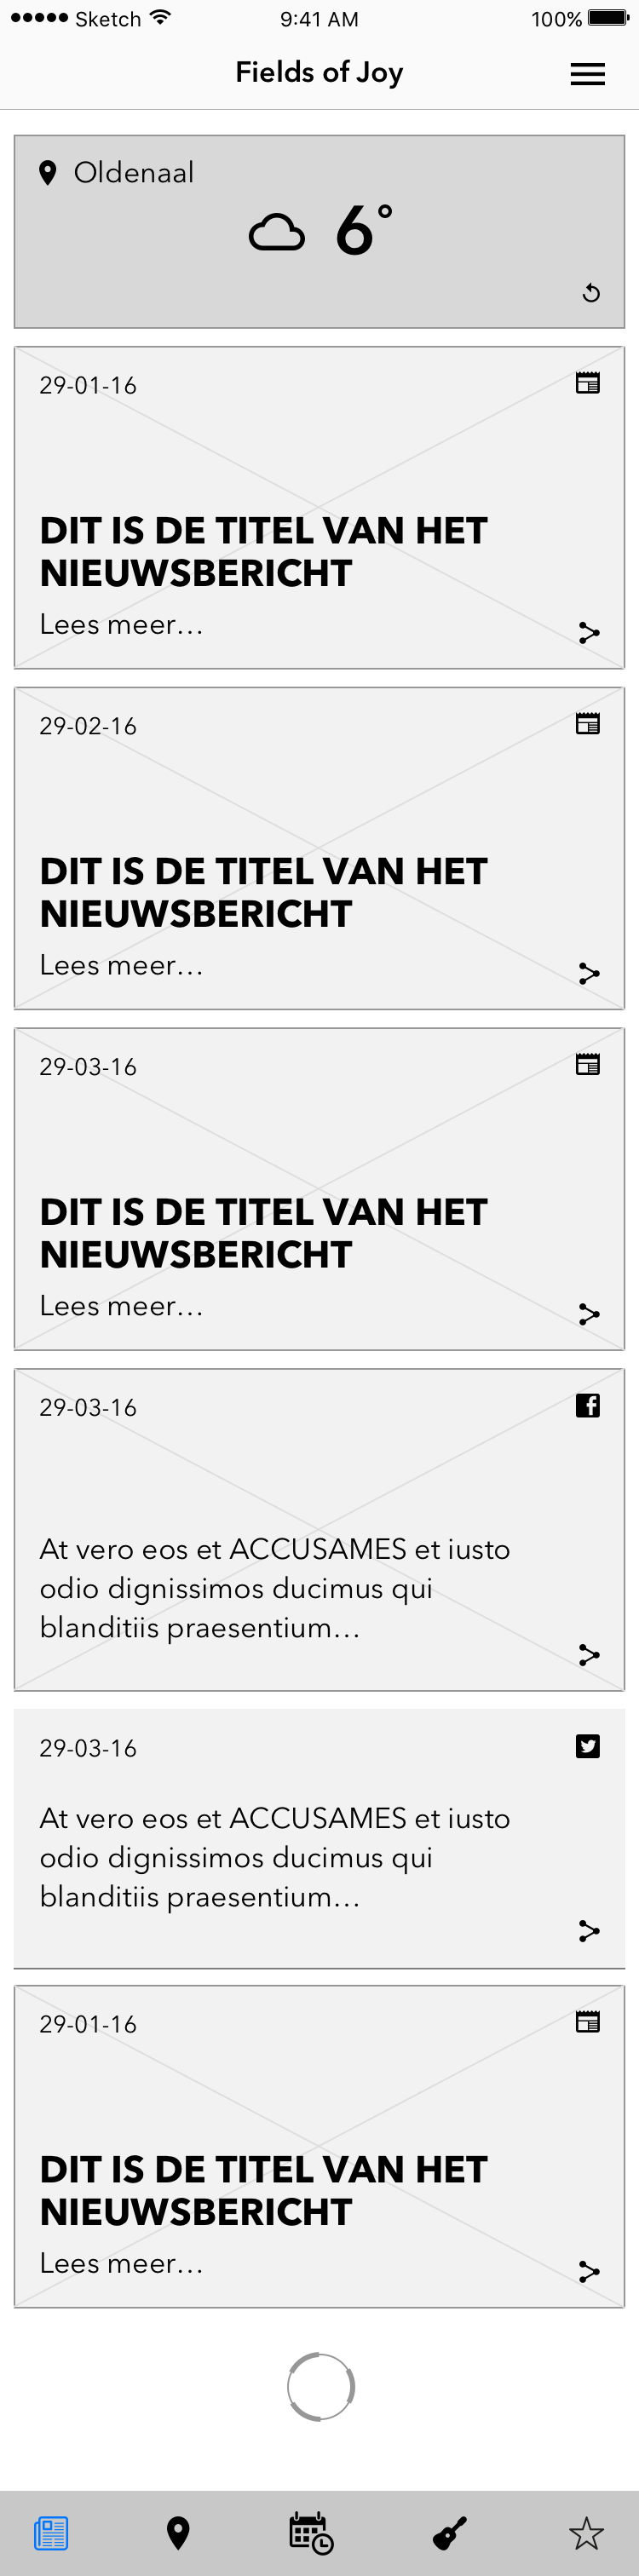 Sketch 9:41 AM 100%
Fields of Joy
Oldenaal
6°
29-01-16
DIT IS DE TITEL VAN HET
NIEUWSBERICHT
Lees meer...
29-02-16
DIT IS DE TITEL VAN HET
NIEUWSBERICHT
Lees meer...
29-03-16
DIT IS DE TITEL VAN HET
NIEUWSBERICHT
Lees meer...
29-03-16
At vero eos et ACCUSAMES et iusto
odio dignissimos ducimus qui
blanditiis praesentium...
29-03-16
At vero eos et ACCUSAMES et iusto
odio dignissimos ducimus qui
blanditiis praesentium...
29-01-16
DIT IS DE TITEL VAN HET
NIEUWSBERICHT
Lees meer...